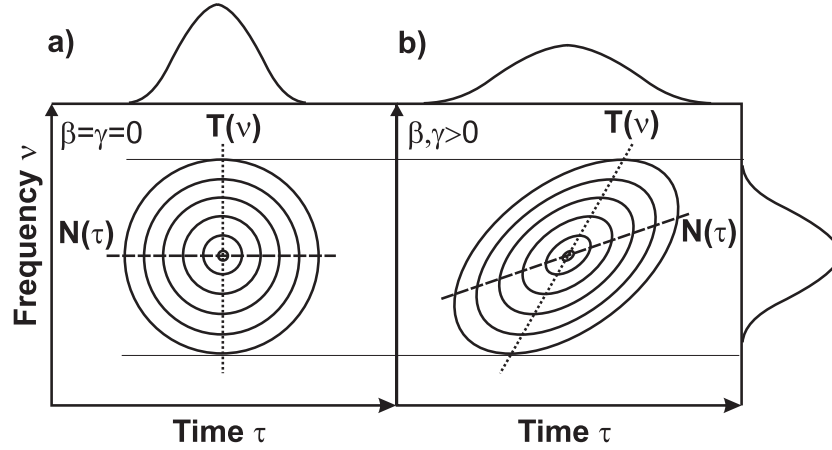 a)
b)
β=γ=0
T(ν)
β,γ>0
T(ν)
N(τ)
N(τ)
Frequency ν
Time τ
Time τ